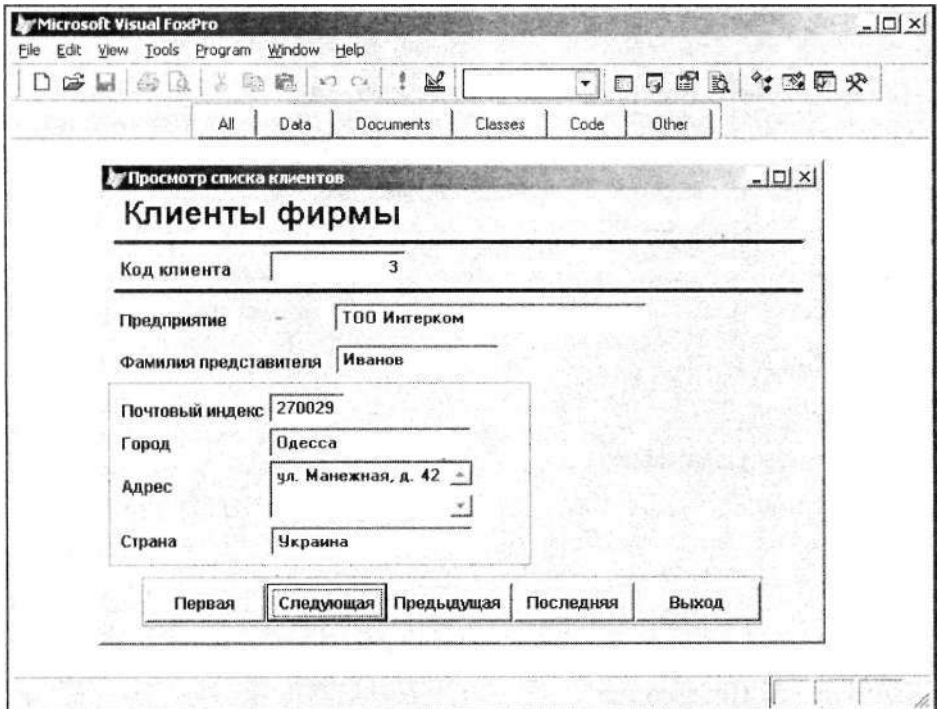 Microsoft Visual FoxPro
File Edit View Tools Program Window Help
All Data Documents Classes Code Other
Просмотр списка клиентов
Клиенты фирмы
Код клиента 3
Предприятие ТОО Интерком
Фамилия представителя Иванов
Почтовый индекс 270029
Город Одесса
Адрес ул. Манежная, д. 42
Страна Украина
Первая Следующая Предыдущая Последняя Выход